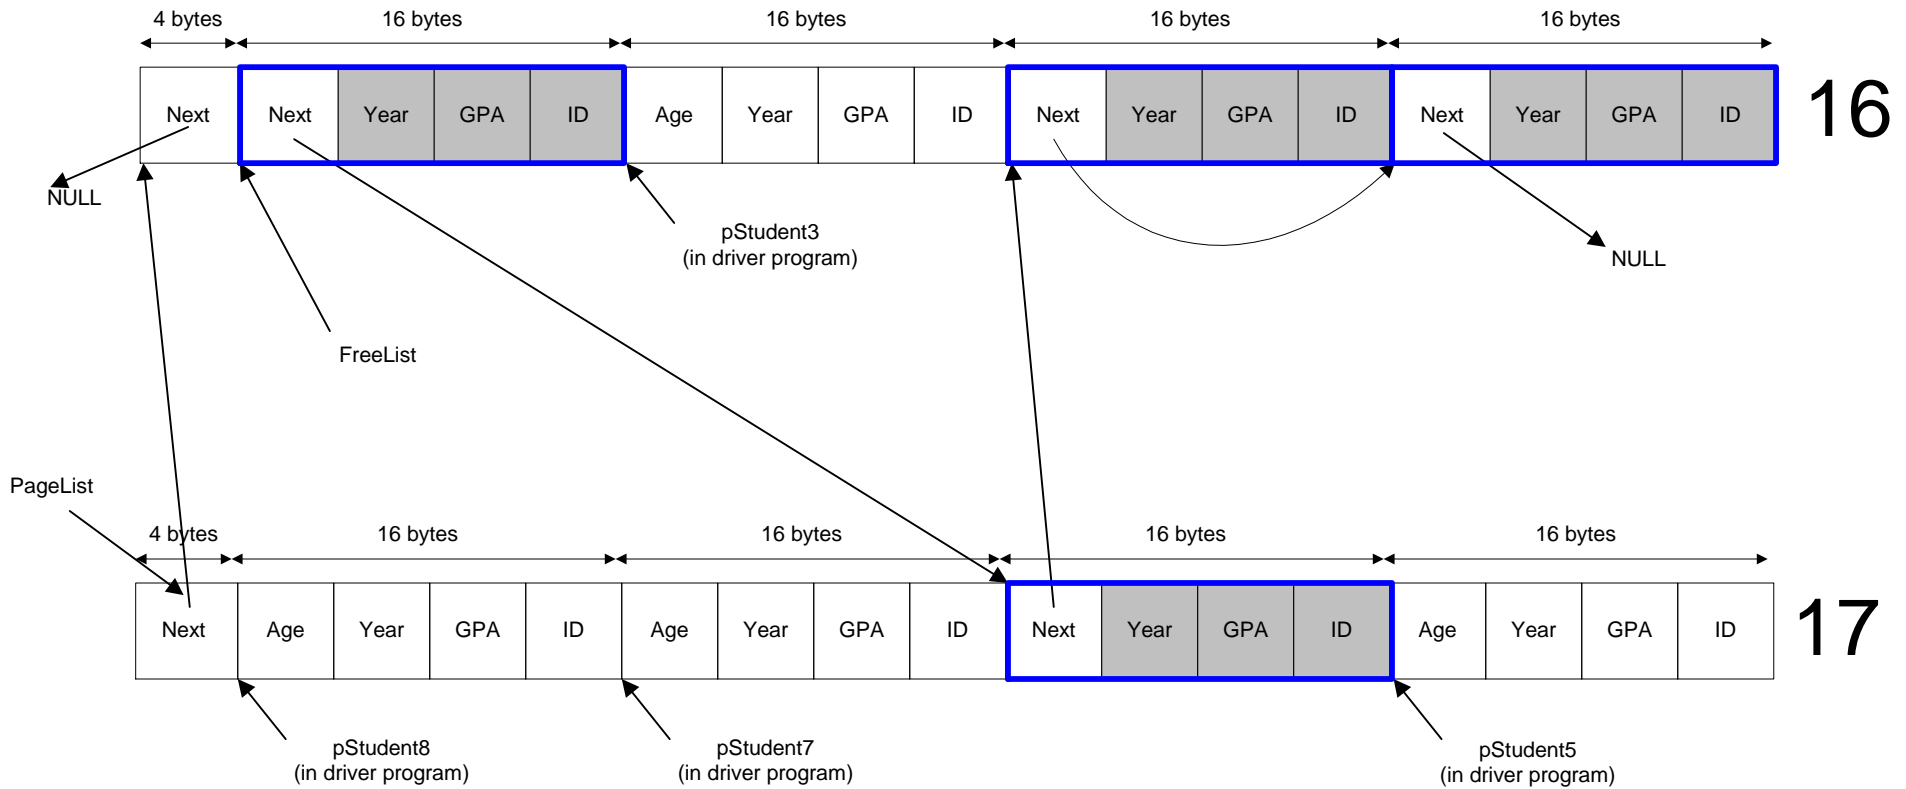 4 bytes 16 bytes 16 bytes 16 bytes 16 bytes
Next Next Year GPA ID Age Year GPA ID Next Year GPA ID Next Year GPA ID 16
NULL
pStudent3
(in driver program)
NULL
FreeList
PageList
4 bytes 16 bytes 16 bytes 16 bytes 16 bytes
Next Age Year GPA ID Age Year GPA ID Next Year GPA ID Age Year GPA ID 17
pStudent8
(in driver program)
pStudent7
(in driver program)
pStudent5
(in driver program)